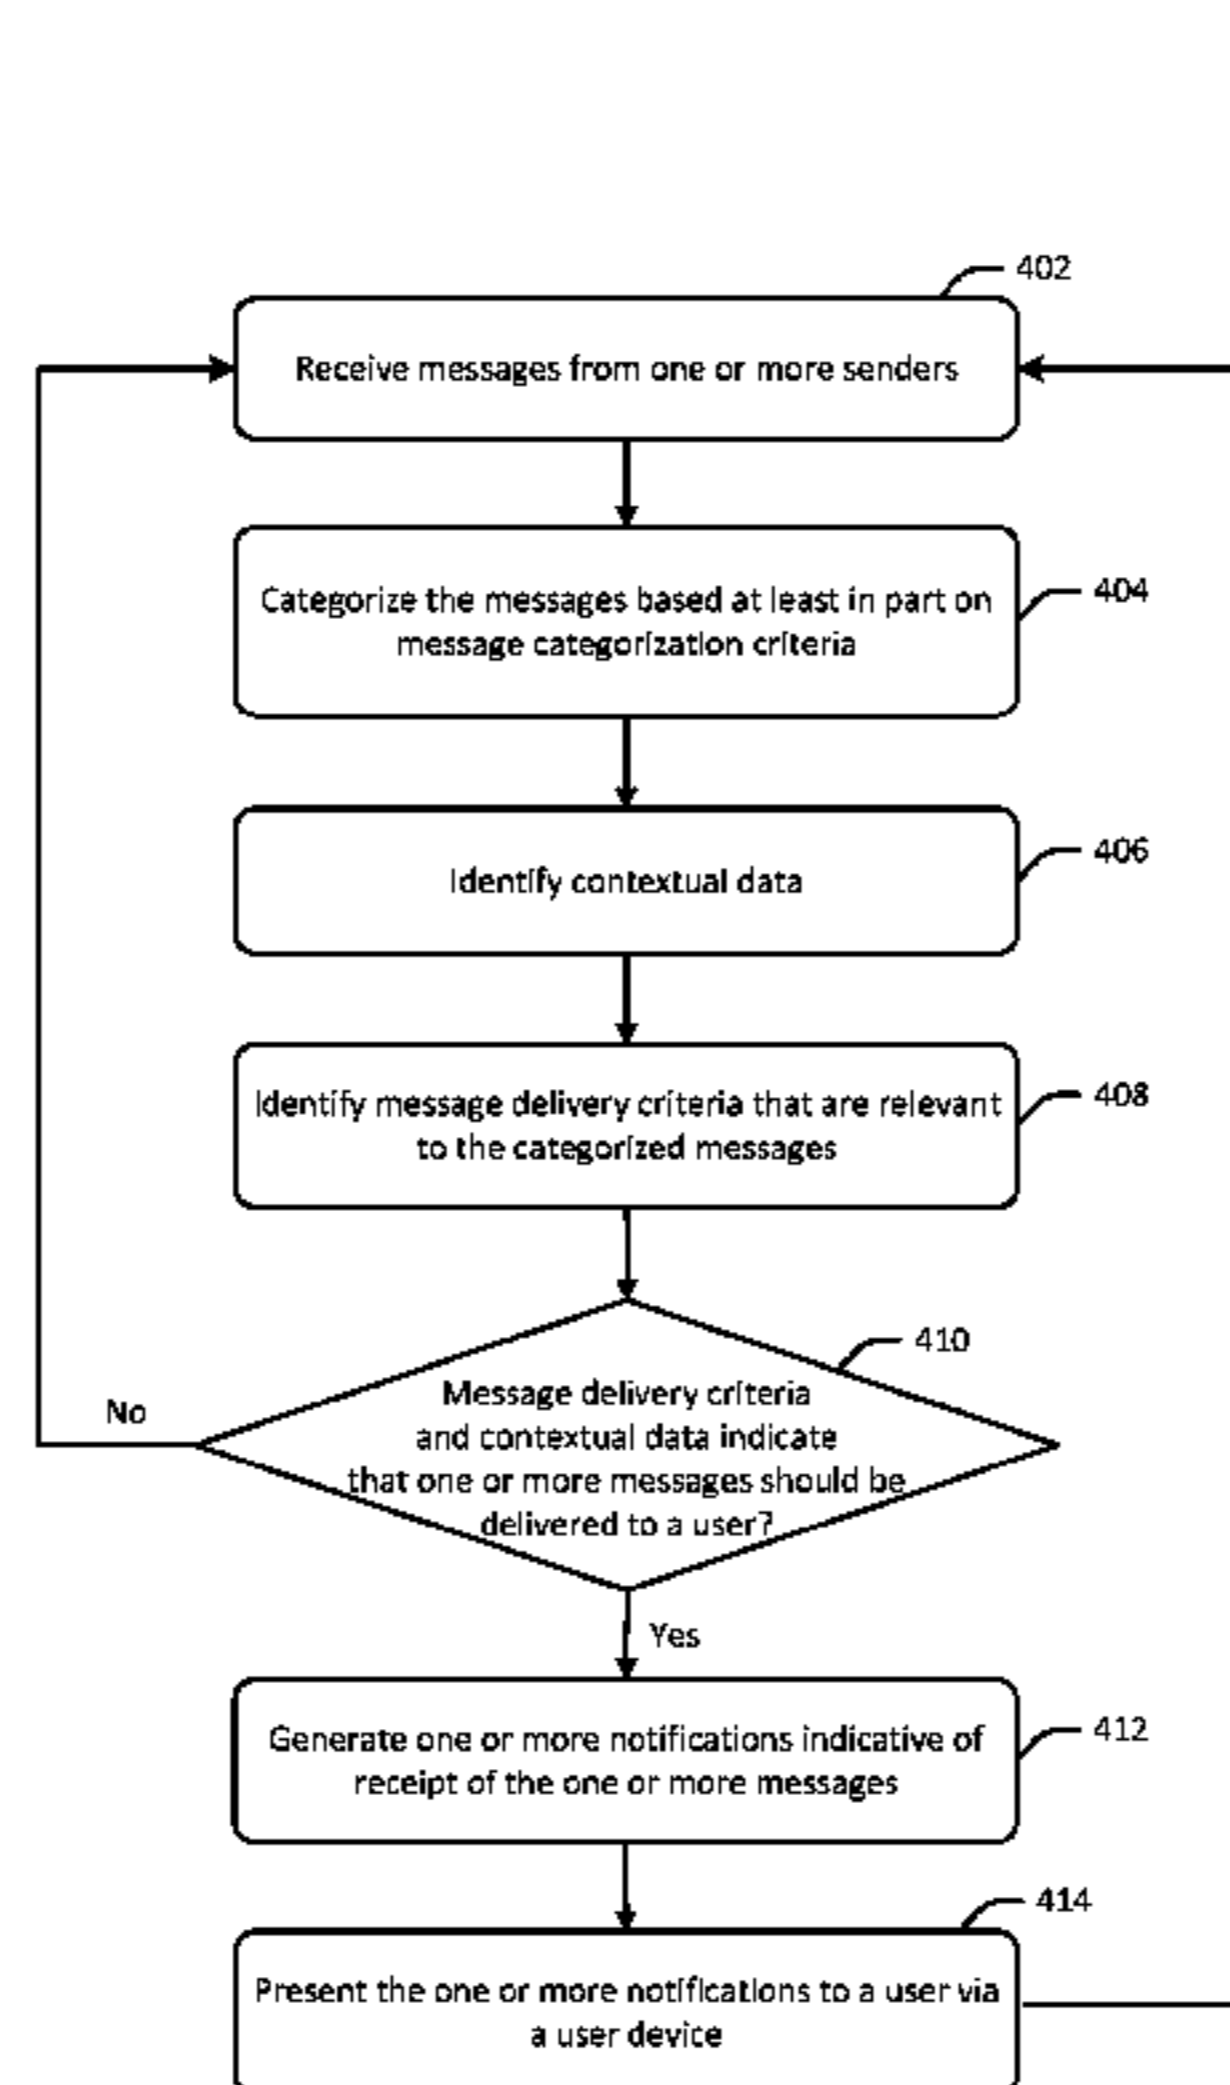 402
Receive messages from one or more senders
Categorize the messages based at least in part on
message categorization criteria
404
Identify contextual data
406
Identify message delivery criteria that are relevant
to the categorized messages
408
410
Message delivery criteria
and contextual data indicate
that one or more messages should be
delivered to a user?
No
Yes
Generate one or more notifications indicative of
receipt of the one or more messages
412
414
Present the one or more notifications to a user via
a user device